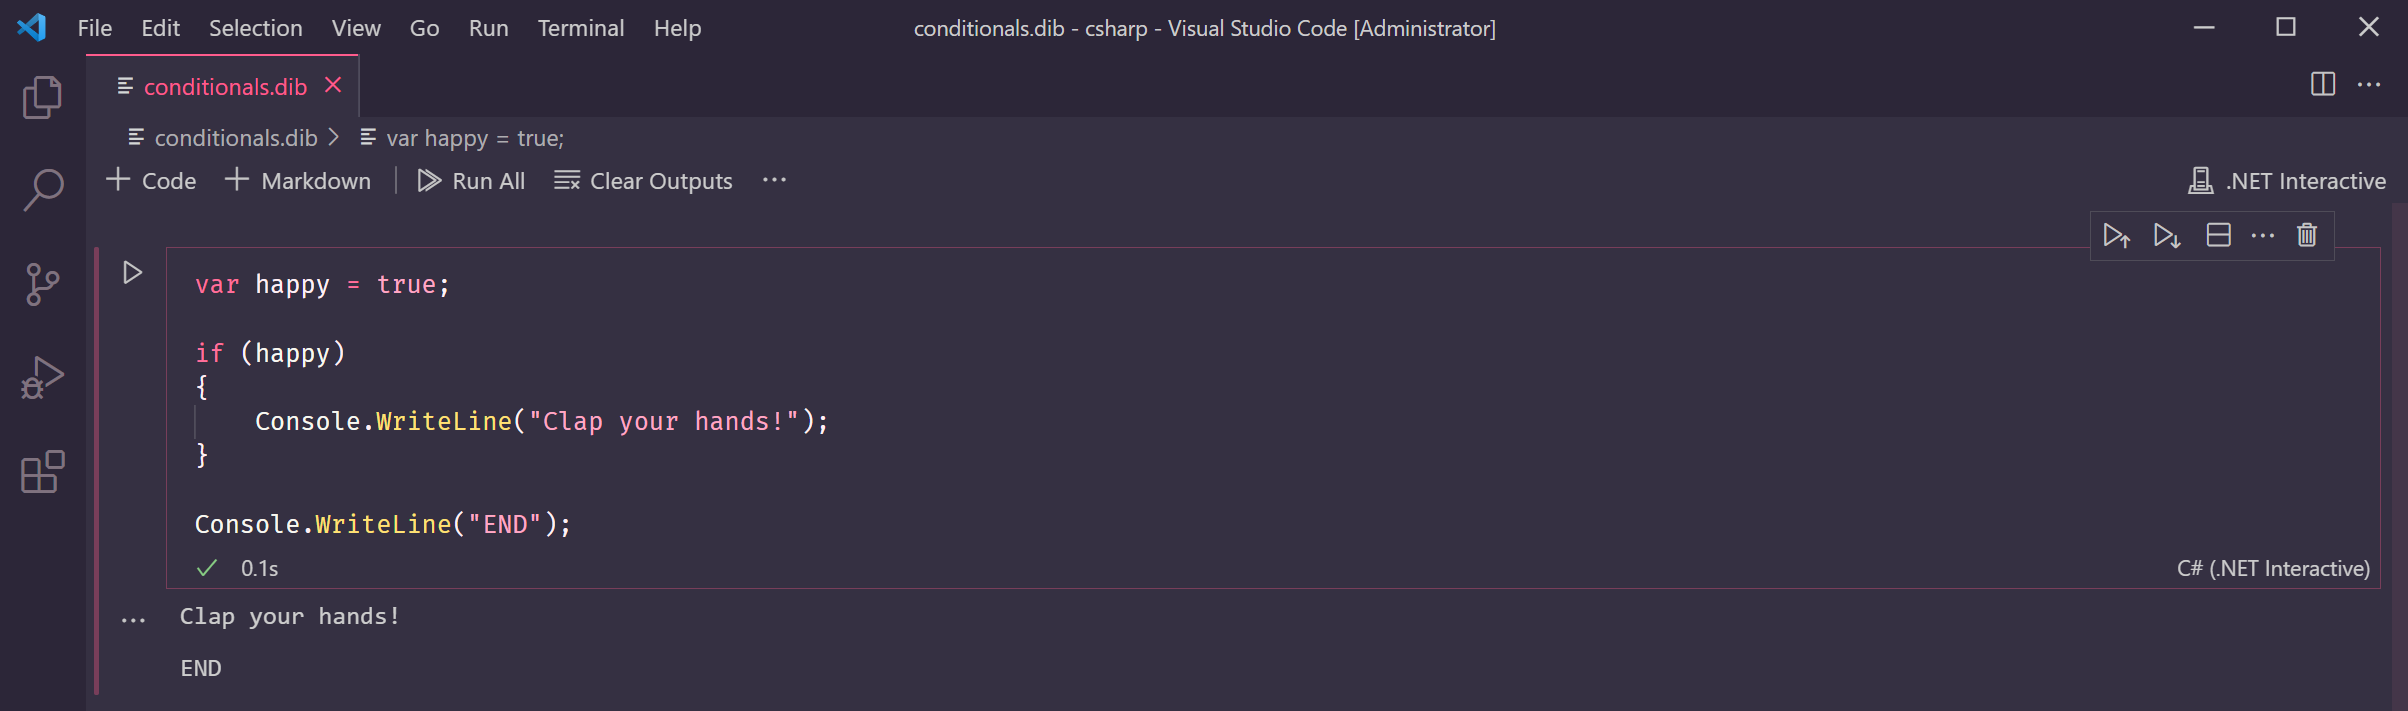 File Edit Selection View Go Run Terminal Help conditionals.dib - csharp - Visual Studio Code [Administrator]
conditionals.dib
conditionals.dib > var happy = true;
Code Markdown Run All Clear Outputs ... .NET Interactive
var happy = true;
if (happy)
{
    Console.WriteLine("Clap your hands!");
}
Console.WriteLine("END");
0.1s C# (.NET Interactive)
Clap your hands!
END